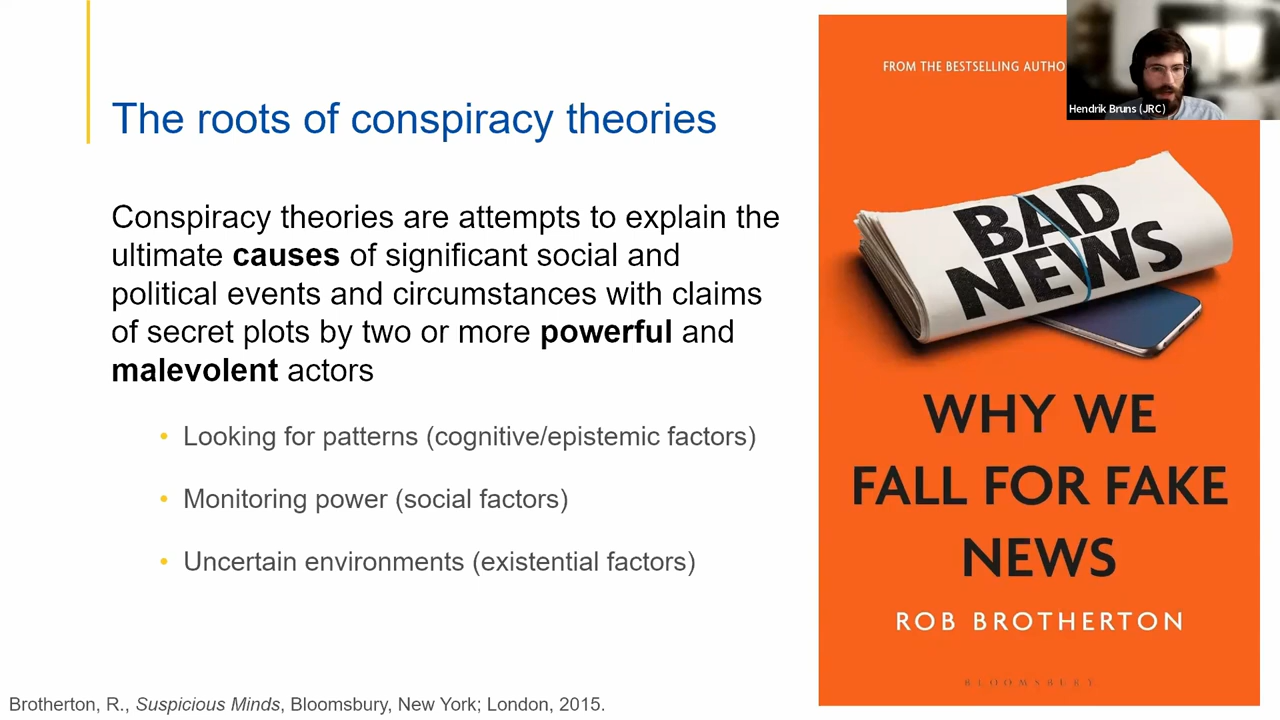 The roots of conspiracy theories
Conspiracy theories are attempts to explain the
ultimate causes of significant social and
political events and circumstances with claims
of secret plots by two or more powerful and
malevolent actors
• Looking for patterns (cognitive/epistemic factors)
• Monitoring power (social factors)
• Uncertain environments (existential factors)
Brotherton, R., Suspicious Minds, Bloomsbury, New York; London, 2015.
FROM THE BESTSELLING
Hendrik Bruns (JRC)
BAD
NEWS
WHY WE
FALL FOR FAKE
NEWS
ROB BROTHERTON
BLOOMSBURY